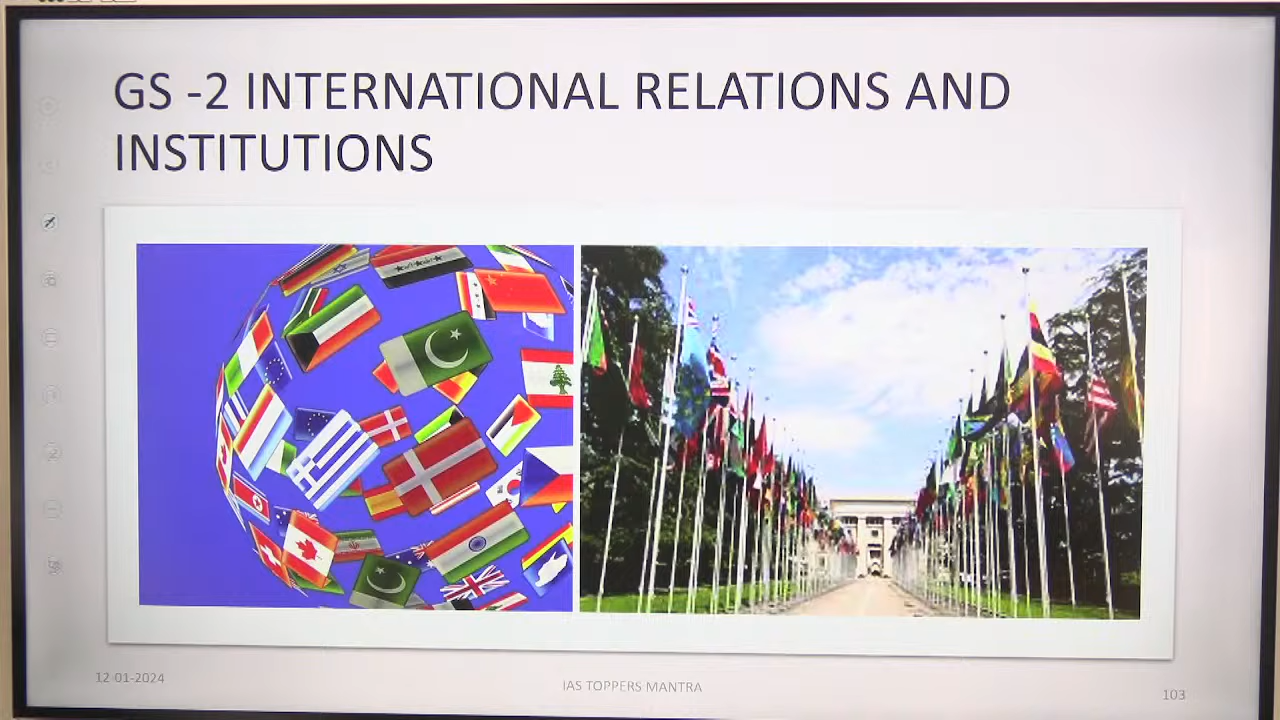 GS -2 INTERNATIONAL RELATIONS AND
INSTITUTIONS
12-01-2024
IAS TOPPERS MANTRA
103